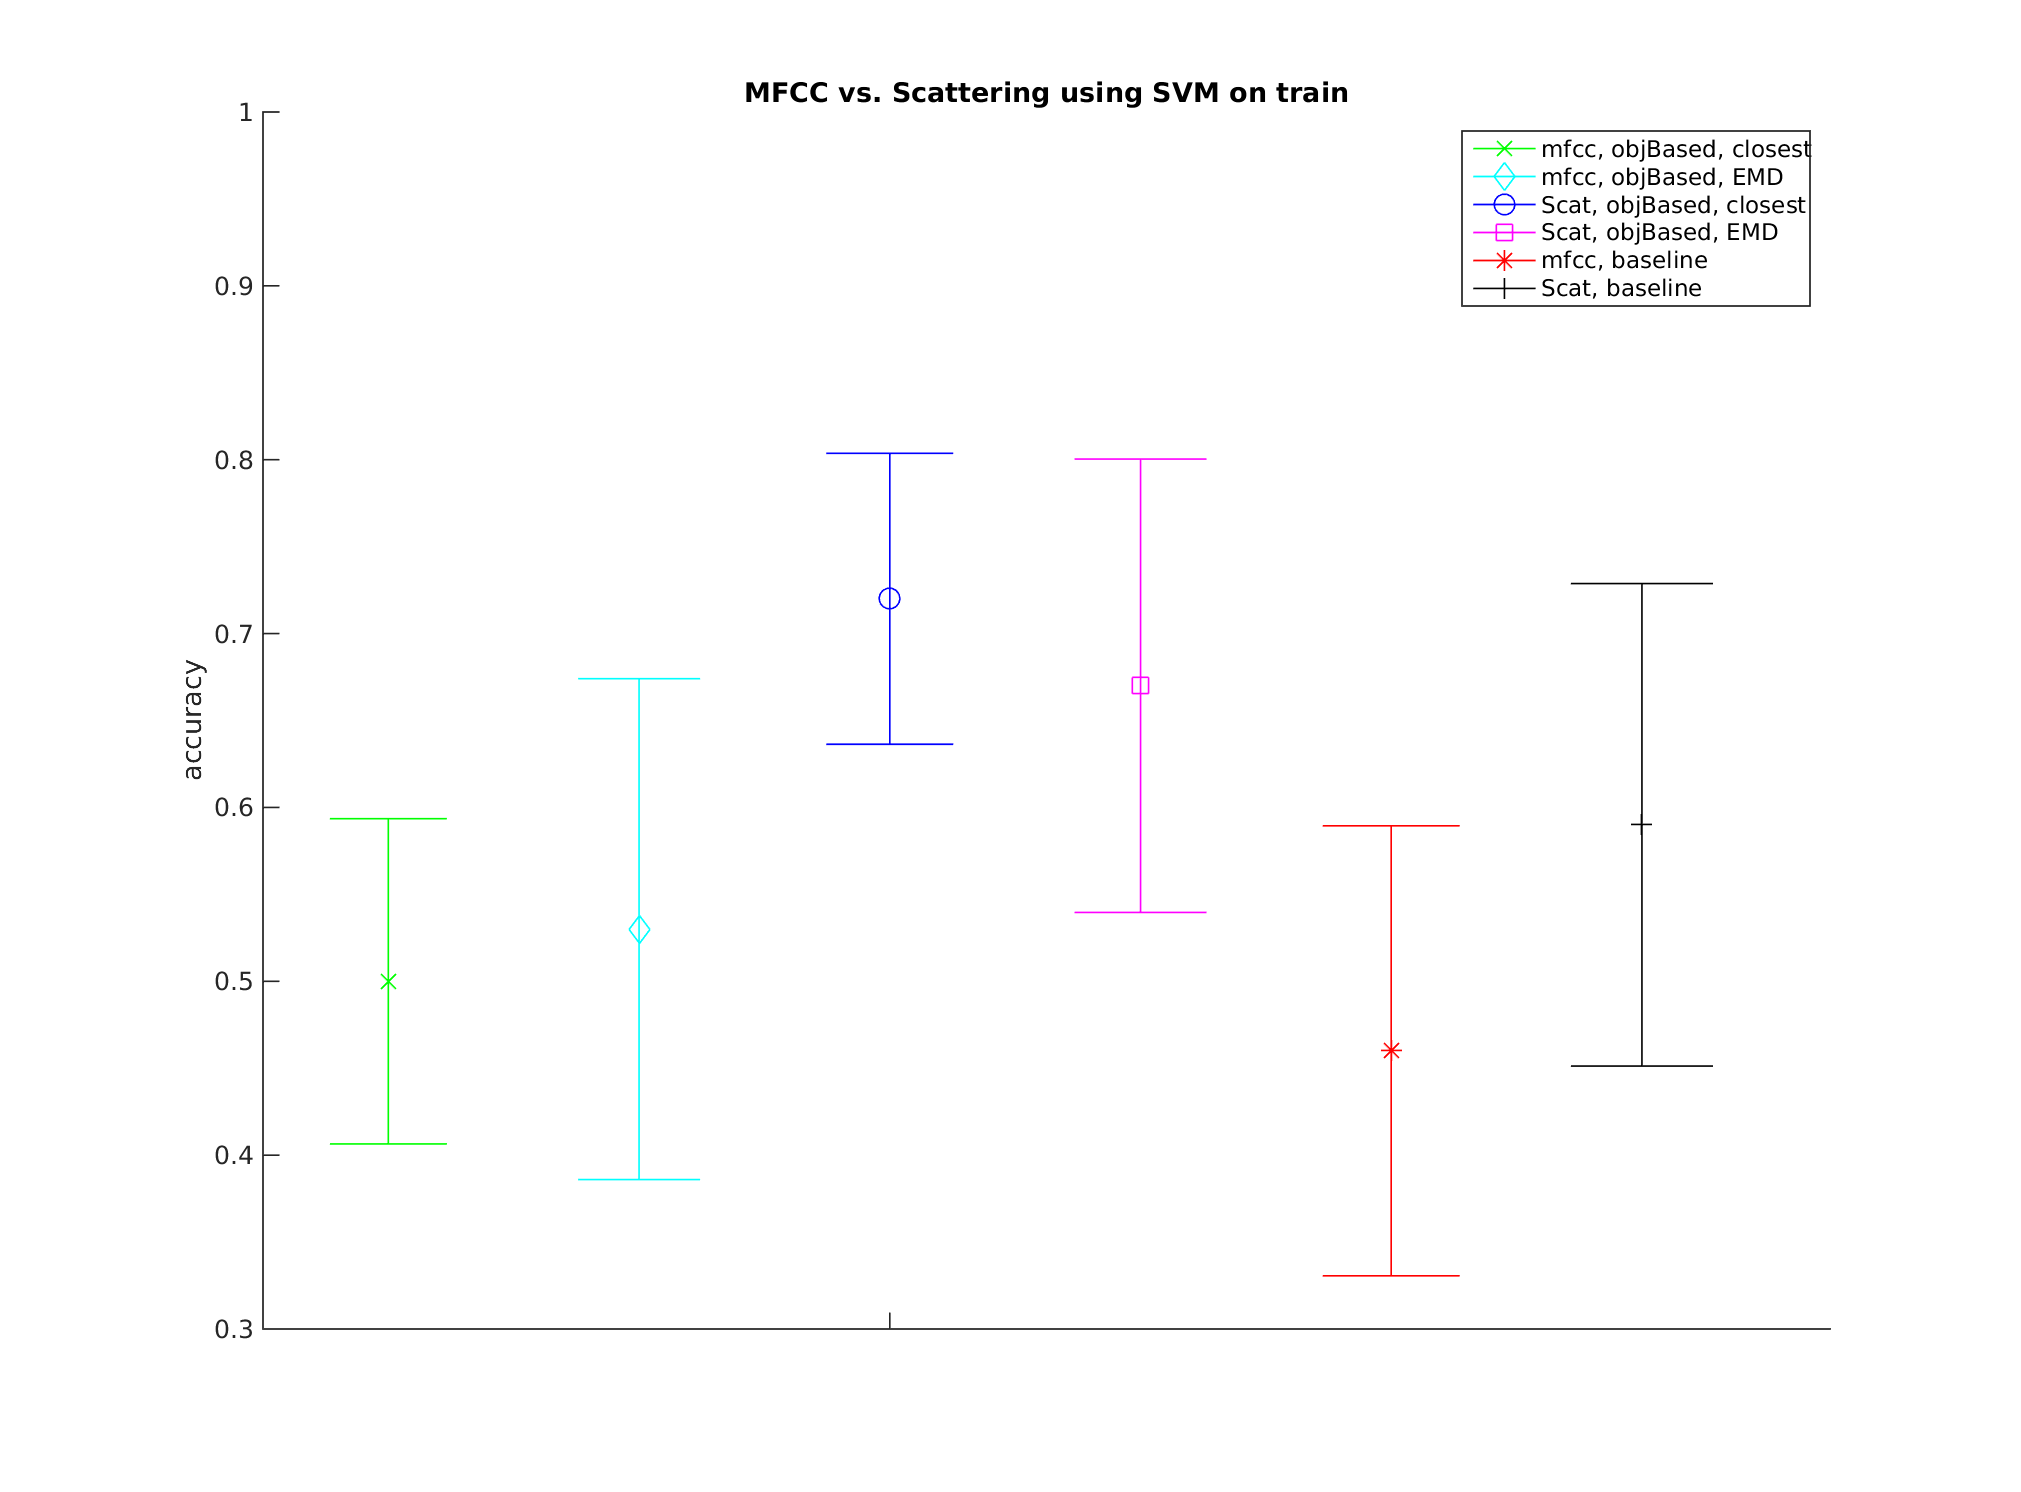 MFCC vs. Scattering using SVM on train
1
0.9
0.8
0.7
0.6
0.5
0.4
0.3
accuracy
mfcc, objBased, closest
mfcc, objBased, EMD
Scat, objBased, closest
Scat, objBased, EMD
mfcc, baseline
Scat, baseline